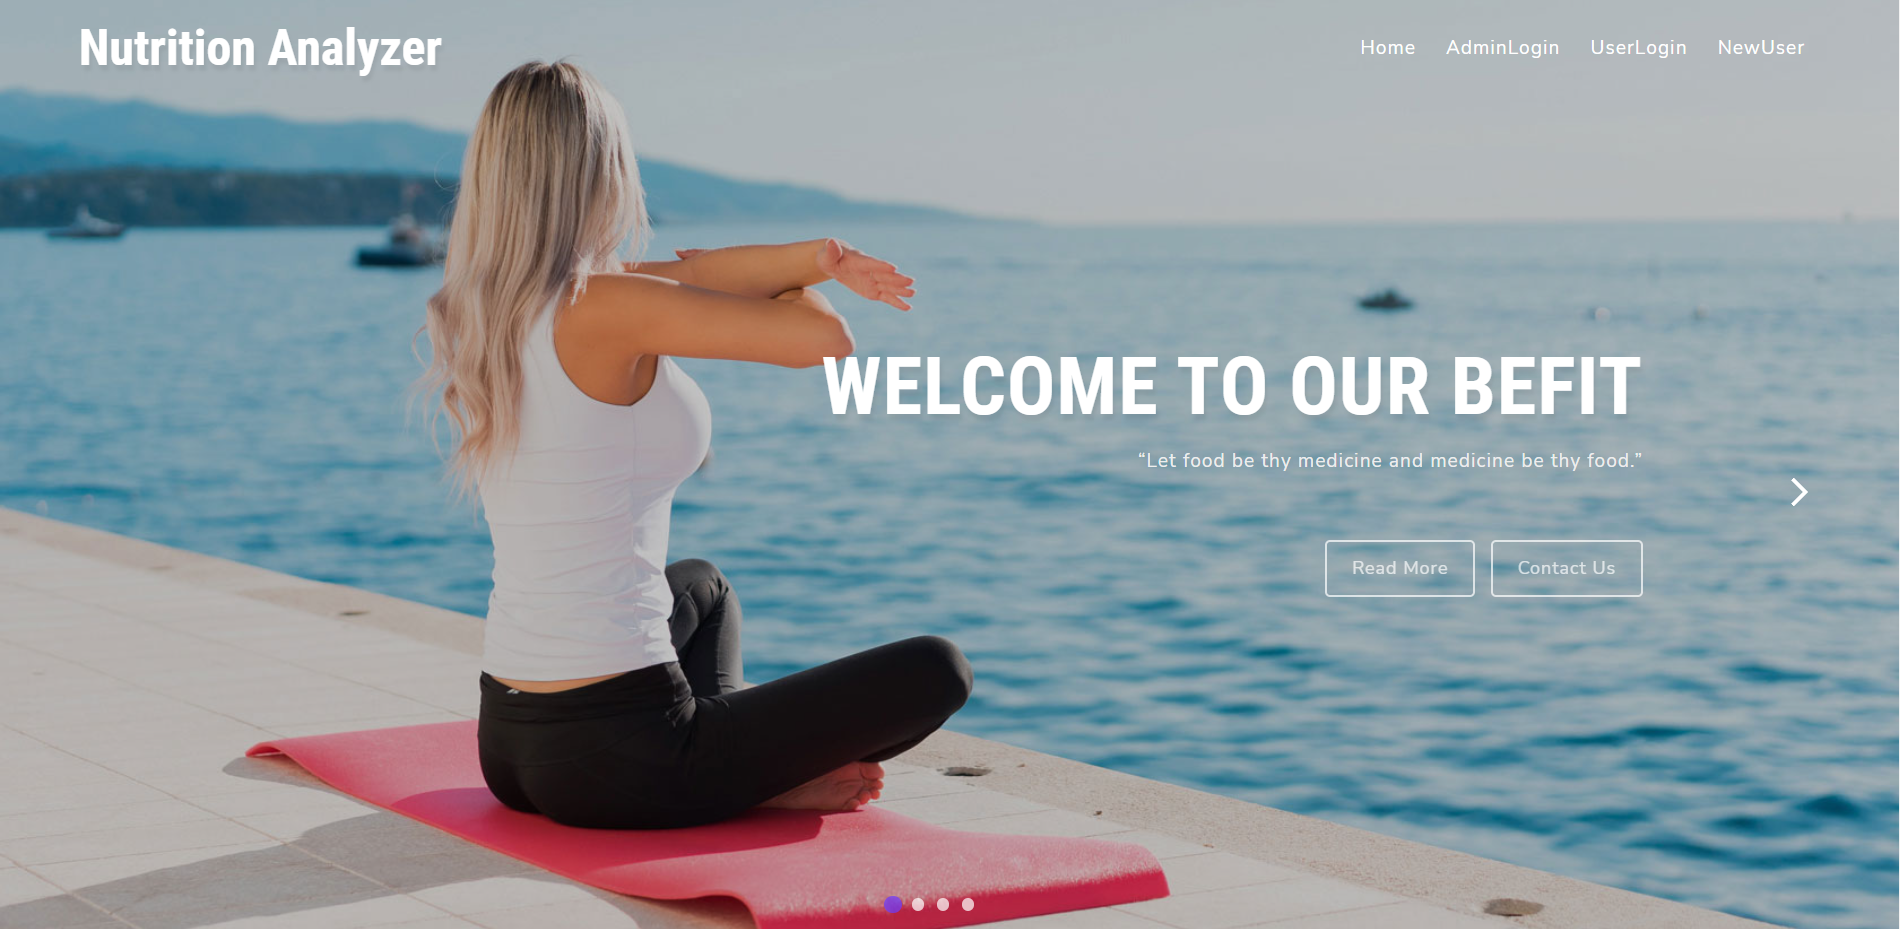 Nutrition Analyzer
Home AdminLogin UserLogin NewUser
WELCOME TO OUR BEFIT
“Let food be thy medicine and medicine be thy food.”
Read More Contact Us